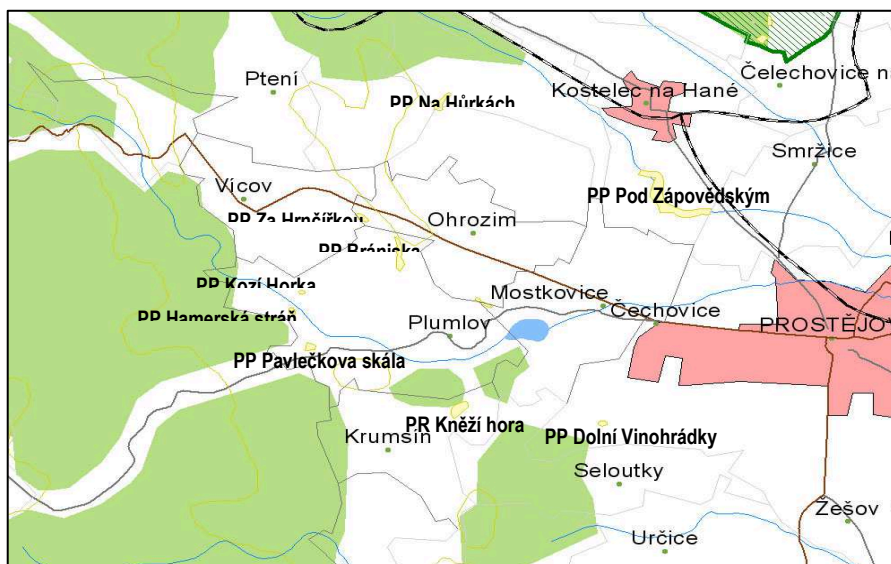 Ptení
PP Na Hůrkách
Kostelec na Hané
Čelechovice na
Smržice
Vícov
PP Pod Zápovědským
PP Za Hrnčířkou
Ohrozim
PP Brániska
PP Kozí Horka
Mostkovice
Čechovice
PP Hamerská stráň
Plumlov
PROSTĚJO
PP Pavlečkova skála
PR Kněží hora
Krumsín
PP Dolní Vinohrádky
Seloutky
Žešov
Určice